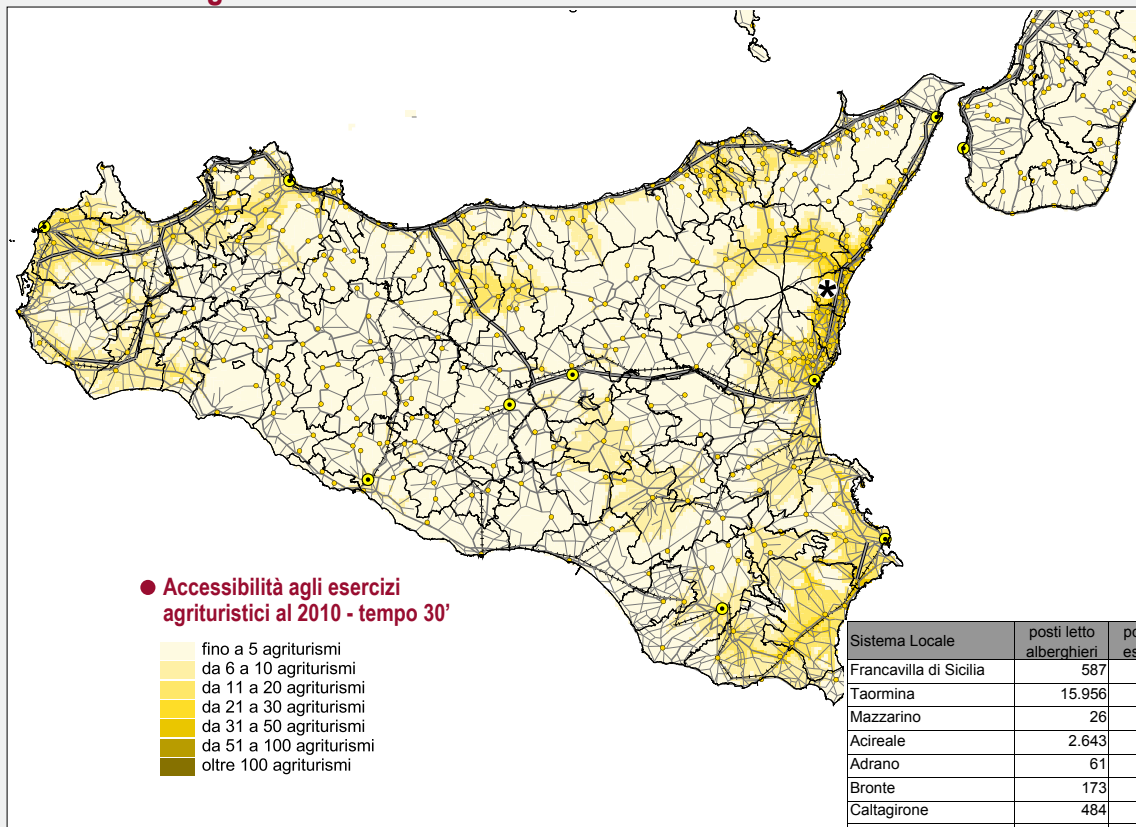 ● Accessibilità agli esercizi
agrituristici al 2010 - tempo 30'
fino a 5 agriturismi
da 6 a 10 agriturismi
da 11 a 20 agriturismi
da 21 a 30 agriturismi
da 31 a 50 agriturismi
da 51 a 100 agriturismi
oltre 100 agriturismi
*
Sistema Locale posti letto alberghieri
Francavilla di Sicilia 587
Taormina 15.956
Mazzarino 26
Acireale 2.643
Adrano 61
Bronte 173
Caltagirone 484